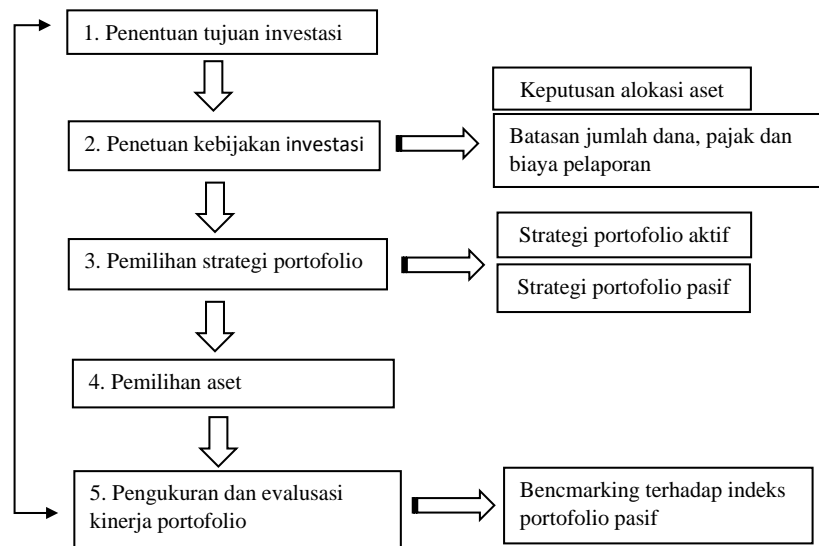 1. Penentuan tujuan investasi
Keputusan alokasi aset
2. Penetuan kebijakan investasi
Batasan jumlah dana, pajak dan
biaya pelaporan
Strategi portofolio aktif
3. Pemilihan strategi portofolio
Strategi portofolio pasif
4. Pemilihan aset
5. Pengukuran dan evalusasi
kinerja portofolio
Bencmarking terhadap indeks
portofolio pasif